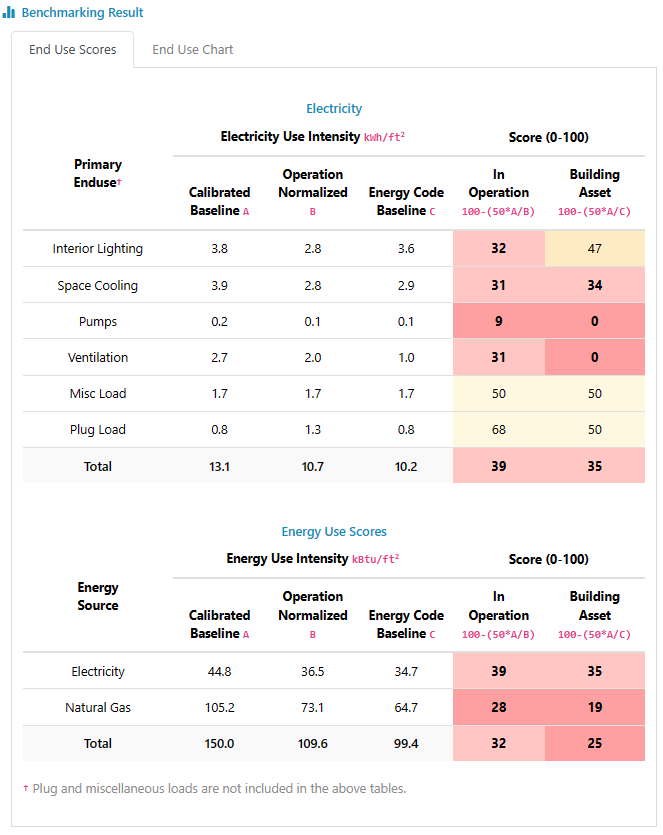 Benchmarking Result
End Use Scores End Use Chart
Electricity
Electricity Use Intensity kWh/ft² Score (0-100)
Primary Enduse† Calibrated Baseline A Operation Normalized B Energy Code Baseline C In Operation 100-(50*A/B) Building Asset 100-(50*A/C)
Interior Lighting 3.8 2.8 3.6 32 47
Space Cooling 3.9 2.8 2.9 31 34
Pumps 0.2 0.1 0.1 9 0
Ventilation 2.7 2.0 1.0 31 0
Misc Load 1.7 1.7 1.7 50 50
Plug Load 0.8 1.3 0.8 68 50
Total 13.1 10.7 10.2 39 35
Energy Use Scores
Energy Use Intensity kBtu/ft² Score (0-100)
Energy Source Calibrated Baseline A Operation Normalized B Energy Code Baseline C In Operation 100-(50*A/B) Building Asset 100-(50*A/C)
Electricity 44.8 36.5 34.7 39 35
Natural Gas 105.2 73.1 64.7 28 19
Total 150.0 109.6 99.4 32 25
† Plug and miscellaneous loads are not included in the above tables.